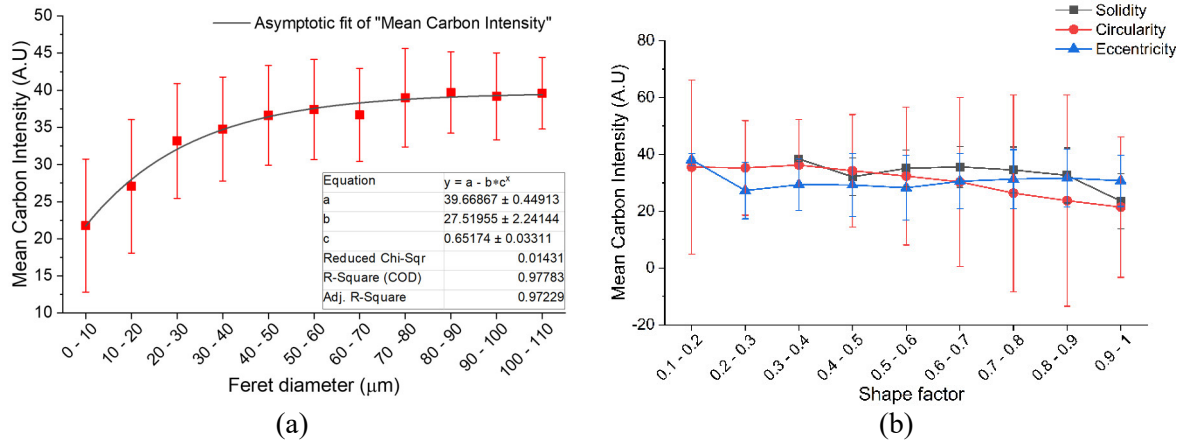 Asymptotic fit of "Mean Carbon Intensity"
Mean Carbon Intensity (A.U)
50
45
40
35
30
25
20
15
10
Equation y = a - b*c^x
a 39.66867 ± 0.44913
b 27.51955 ± 2.24144
c 0.65174 ± 0.03311
Reduced Chi-Sqr 0.01431
R-Square (COD) 0.97783
Adj. R-Square 0.97229
0 - 10
10 - 20
20 - 30
30 - 40
40 - 50
50 - 60
60 - 70
70 - 80
80 - 90
90 - 100
100 - 110
Feret diameter (μm)
(a)
Solidity
Circularity
Eccentricity
Mean Carbon Intensity (A.U)
80
60
40
20
0
-20
0.1 - 0.2
0.2 - 0.3
0.3 - 0.4
0.4 - 0.5
0.5 - 0.6
0.6 - 0.7
0.7 - 0.8
0.8 - 0.9
0.9 - 1
Shape factor
(b)